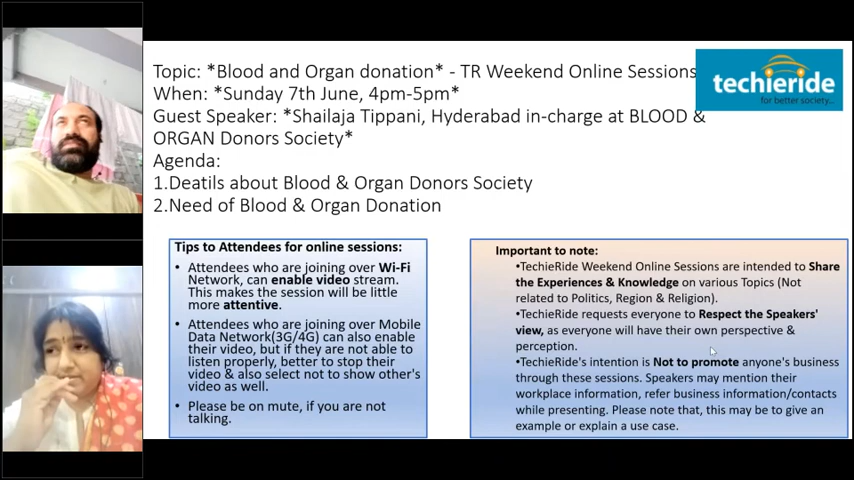 Topic: *Blood and Organ donation* - TR Weekend Online Sessions
When: *Sunday 7th June, 4pm-5pm*
Guest Speaker: *Shailaja Tippani, Hyderabad in-charge at BLOOD &
ORGAN Donors Society*
Agenda:
1.Deatils about Blood & Organ Donors Society
2.Need of Blood & Organ Donation
techieride
for better society..
Tips to Attendees for online sessions:
• Attendees who are joining over Wi-Fi
Network, can enable video stream.
This makes the session will be little
more attentive.
• Attendees who are joining over Mobile
Data Network(3G/4G) can also enable
their video, but if they are not able to
listen properly, better to stop their
video & also select not to show other's
video as well.
• Please be on mute, if you are not
talking.
Important to note:
•TechieRide Weekend Online Sessions are intended to Share
the Experiences & Knowledge on various Topics (Not
related to Politics, Region & Religion).
•TechieRide requests everyone to Respect the Speakers'
view, as everyone will have their own perspective &
perception.
•TechieRide's intention is Not to promote anyone's business
through these sessions. Speakers may mention their
workplace information, refer business information/contacts
while presenting. Please note that, this may be to give an
example or explain a use case.